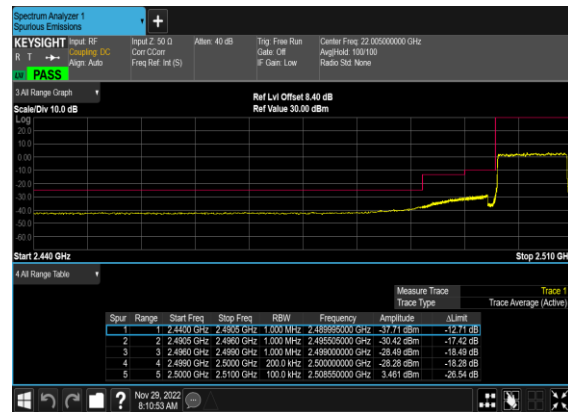 Spectrum Analyzer 1
Spurious Emissions
KEYSIGHT Input: RF Input Z: 50 Ω Atten: 40 dB Trig: Free Run Center Freq: 22.005000000 GHz
Coupling: DC Corr CCorr Gate: Off Avg|Hold: 100/100
R T Align: Auto Freq Ref: Int (S) IF Gain: Low Radio Std: None
PASS
3 All Range Graph
Ref Lvl Offset 8.40 dB
Scale/Div 10.0 dB Ref Value 30.00 dBm
Log
20.0
10.0
0.00
-10.0
-20.0
-30.0
-40.0
-50.0
-60.0
Start 2.440 GHz Stop 2.510 GH
4 All Range Table
Measure Trace Trace 1
Trace Type Trace Average (Active)
Spur Range Start Freq Stop Freq RBW Frequency Amplitude ΔLimit
1 1 2.4400 GHz 2.4905 GHz 1.000 MHz 2.489995000 GHz -37.71 dBm -12.71 dB
2 2 2.4905 GHz 2.4960 GHz 1.000 MHz 2.495505000 GHz -30.42 dBm -17.42 dB
3 3 2.4960 GHz 2.4990 GHz 1.000 MHz 2.499000000 GHz -28.49 dBm -18.49 dB
4 4 2.4990 GHz 2.5000 GHz 200.0 kHz 2.500000000 GHz -28.28 dBm -18.28 dB
5 5 2.5000 GHz 2.5100 GHz 100.0 kHz 2.508550000 GHz 3.461 dBm -26.54 dB
? Nov 29, 2022
8:10:53 AM